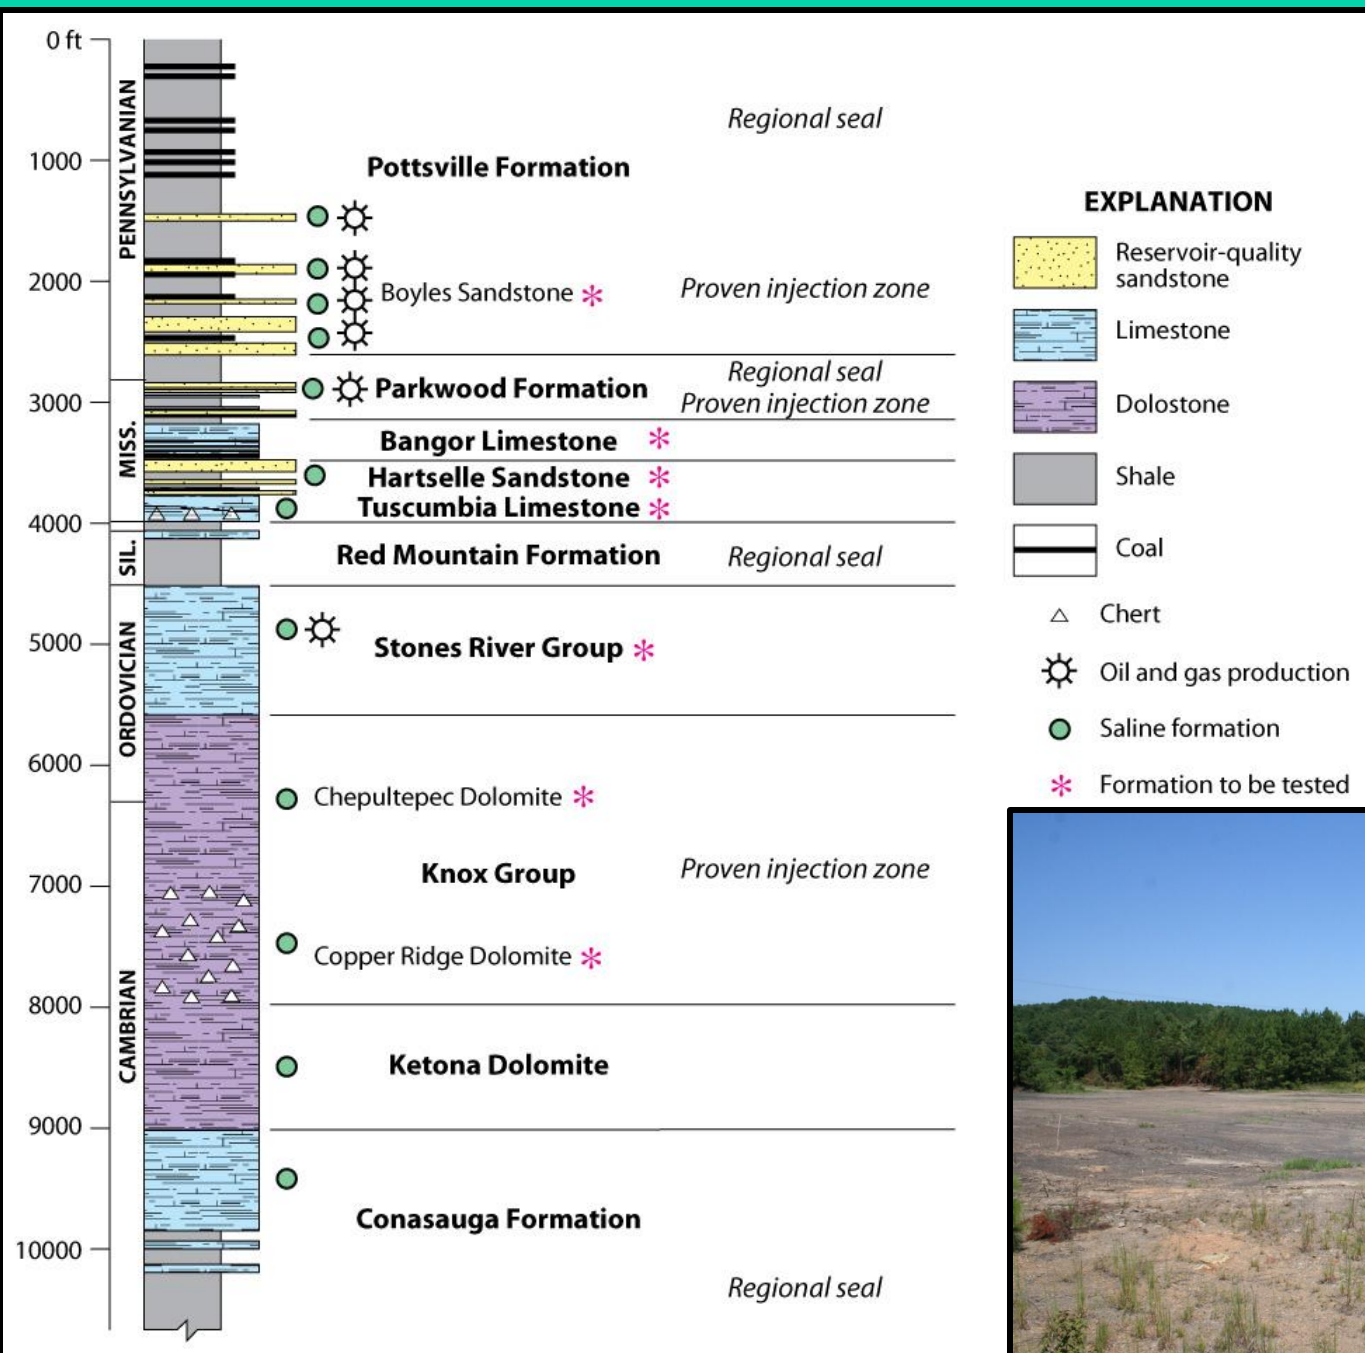 0 ft
1000
2000
3000
4000
5000
6000
7000
8000
9000
10000
PENNSYLVANIAN
MISS.
SIL.
ORDOVICIAN
CAMBRIAN
Regional seal
Pottsville Formation
Boyles Sandstone *
Proven injection zone
Regional seal
Parkwood Formation
Proven injection zone
Bangor Limestone *
Hartselle Sandstone *
Tuscumbia Limestone *
Red Mountain Formation
Regional seal
Stones River Group *
Chepultepec Dolomite *
Knox Group
Proven injection zone
Copper Ridge Dolomite *
Ketona Dolomite
Conasauga Formation
Regional seal
EXPLANATION
Reservoir-quality
sandstone
Limestone
Dolostone
Shale
Coal
Chert
Oil and gas production
Saline formation
* Formation to be tested